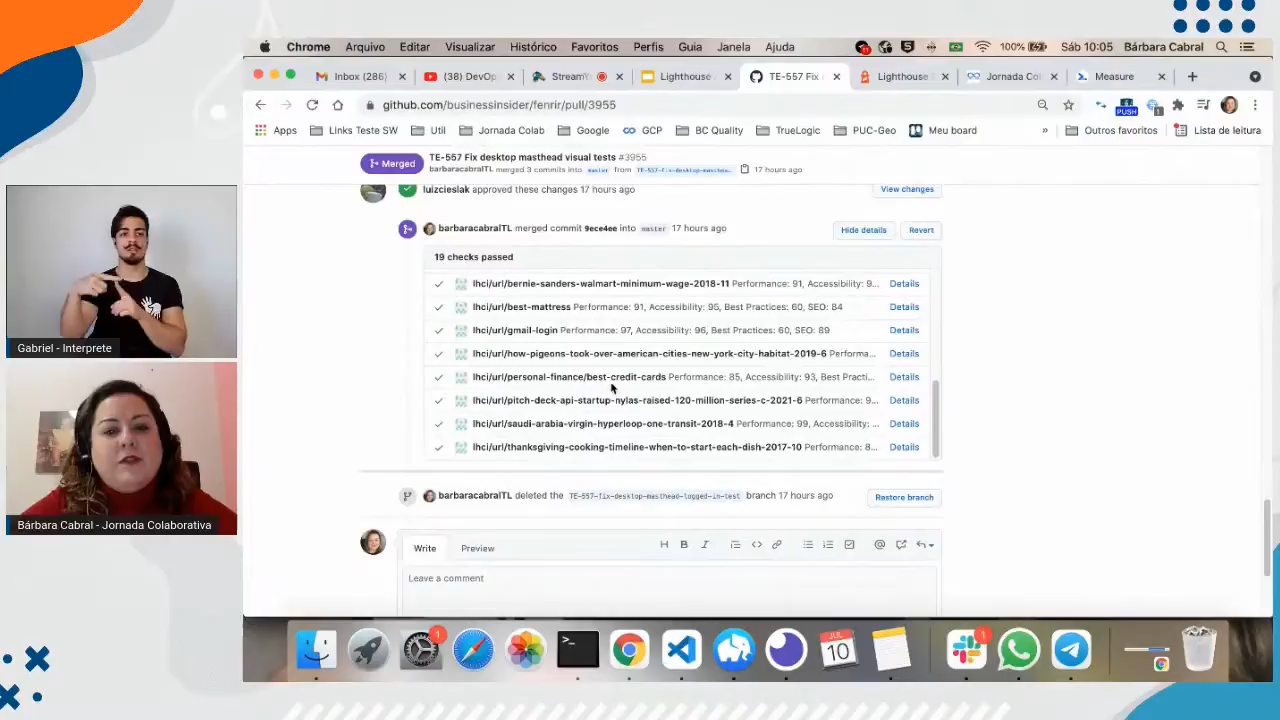 Chrome Arquivo Editar Visualizar Histórico Favoritos Perfis Guia Janela Ajuda 100% Sáb 10:05 Bárbara Cabral
Inbox (286) (38) DevOp StreamY Lighthouse TE-557 Fix Lighthouse Jornada Col Measure
github.com/businessinsider/fenrir/pull/3955 PUSH
Apps Links Teste SW Util Jornada Colab Google GCP BC Quality TrueLogic PUC-Geo Meu board » Outros favoritos Lista de leitura
Merged TE-557 Fix desktop masthead visual tests #3955
barbaracabralTL merged 3 commits into master from TE-557-fix-desktop-masthea… 17 hours ago
luizcieslak approved these changes 17 hours ago View changes
barbaracabralTL merged commit 9ece4ee into master 17 hours ago Hide details Revert
19 checks passed
lhci/url/bernie-sanders-walmart-minimum-wage-2018-11 Performance: 91, Accessibility: 9... Details
lhci/url/best-mattress Performance: 91, Accessibility: 95, Best Practices: 60, SEO: 84 Details
lhci/url/gmail-login Performance: 97, Accessibility: 96, Best Practices: 60, SEO: 89 Details
lhci/url/how-pigeons-took-over-american-cities-new-york-city-habitat-2019-6 Performa... Details
lhci/url/personal-finance/best-credit-cards Performance: 85, Accessibility: 93, Best Practi... Details
lhci/url/pitch-deck-api-startup-nylas-raised-120-million-series-c-2021-6 Performance: 9... Details
lhci/url/saudi-arabia-virgin-hyperloop-one-transit-2018-4 Performance: 99, Accessibility: ... Details
lhci/url/thanksgiving-cooking-timeline-when-to-start-each-dish-2017-10 Performance: 8... Details
barbaracabralTL deleted the TE-557-fix-desktop-masthead-logged-in-test branch 17 hours ago Restore branch
Write Preview
Leave a comment
Gabriel - Interprete
Bárbara Cabral - Jornada Colaborativa
1
JUL
10
1